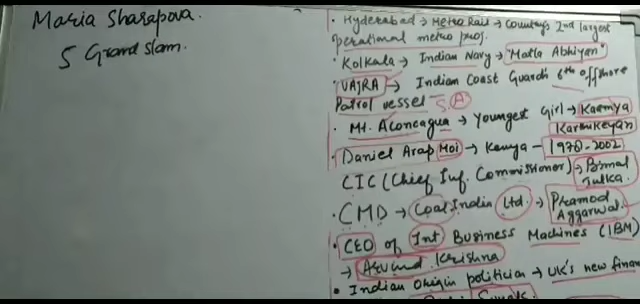 Maria Sharapova.
5 Grand slam.
• Hyderabad → Metro Rail → Country's 2nd largest
operational metro proj.
• Kolkata → Indian Navy → "Matla Abhiyan"
VAJRA → Indian Coast Guard's 6th offshore
Patrol vessel
• Mt. Aconcagua → youngest girl → Kaamya
Karthikeyan
• Daniel Arap Moi → Kenya - 1978-2002
CIC (Chief Inf. Commissioner) → Bimal
Julka.
• CMD → Coal India Ltd. → Pramod
Aggarwal
• CEO of Int Business Machines (IBM)
→ Arvind Krishna
• Indian Origin politician → UK's new finan